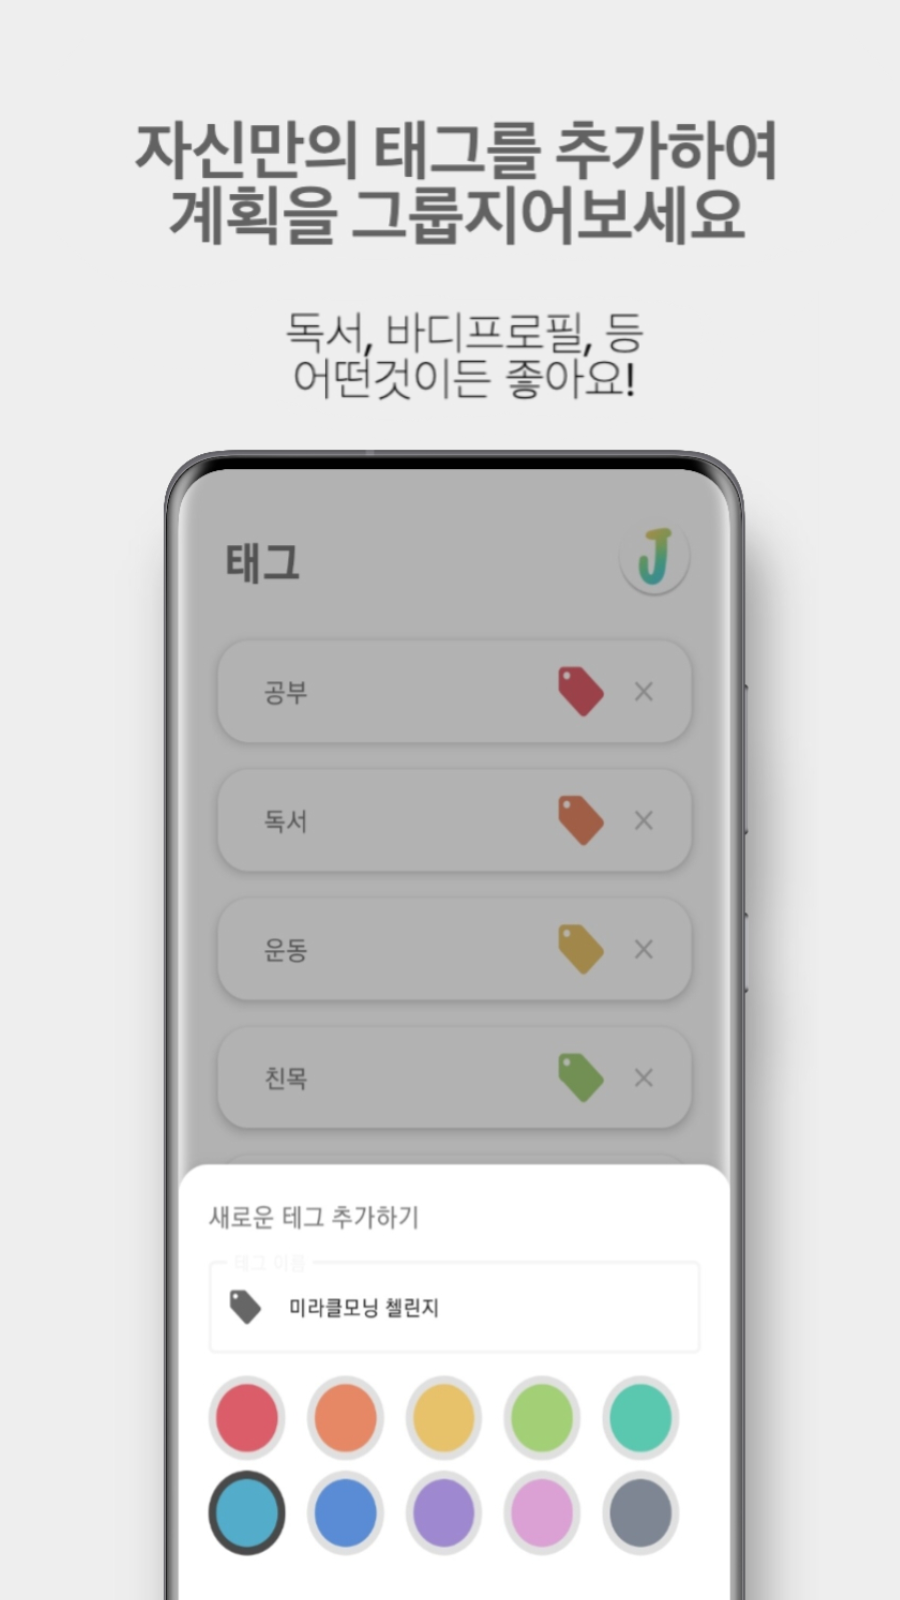 자신만의 태그를 추가하여
계획을 그룹지어보세요
독서, 바디프로필, 등
어떤것이든 좋아요!
태그
J
공부
독서
운동
친목
새로운 테그 추가하기
태그 이름
미라클모닝 첼린지